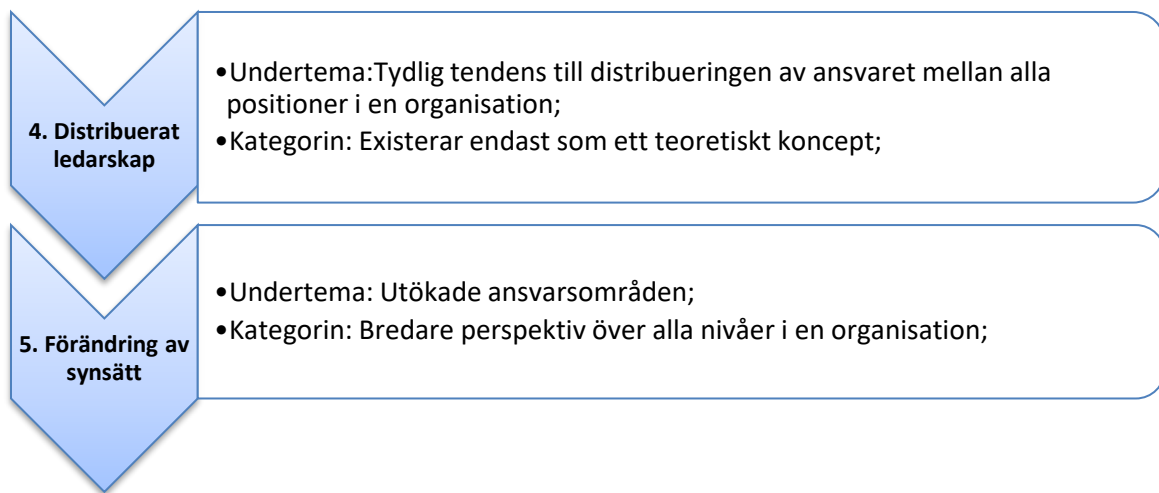 4. Distribuerat
ledarskap
•Undertema:Tydlig tendens till distribueringen av ansvaret mellan alla
positioner i en organisation;
•Kategorin: Existerar endast som ett teoretiskt koncept;
5. Förändring av
synsätt
•Undertema: Utökade ansvarsområden;
•Kategorin: Bredare perspektiv över alla nivåer i en organisation;